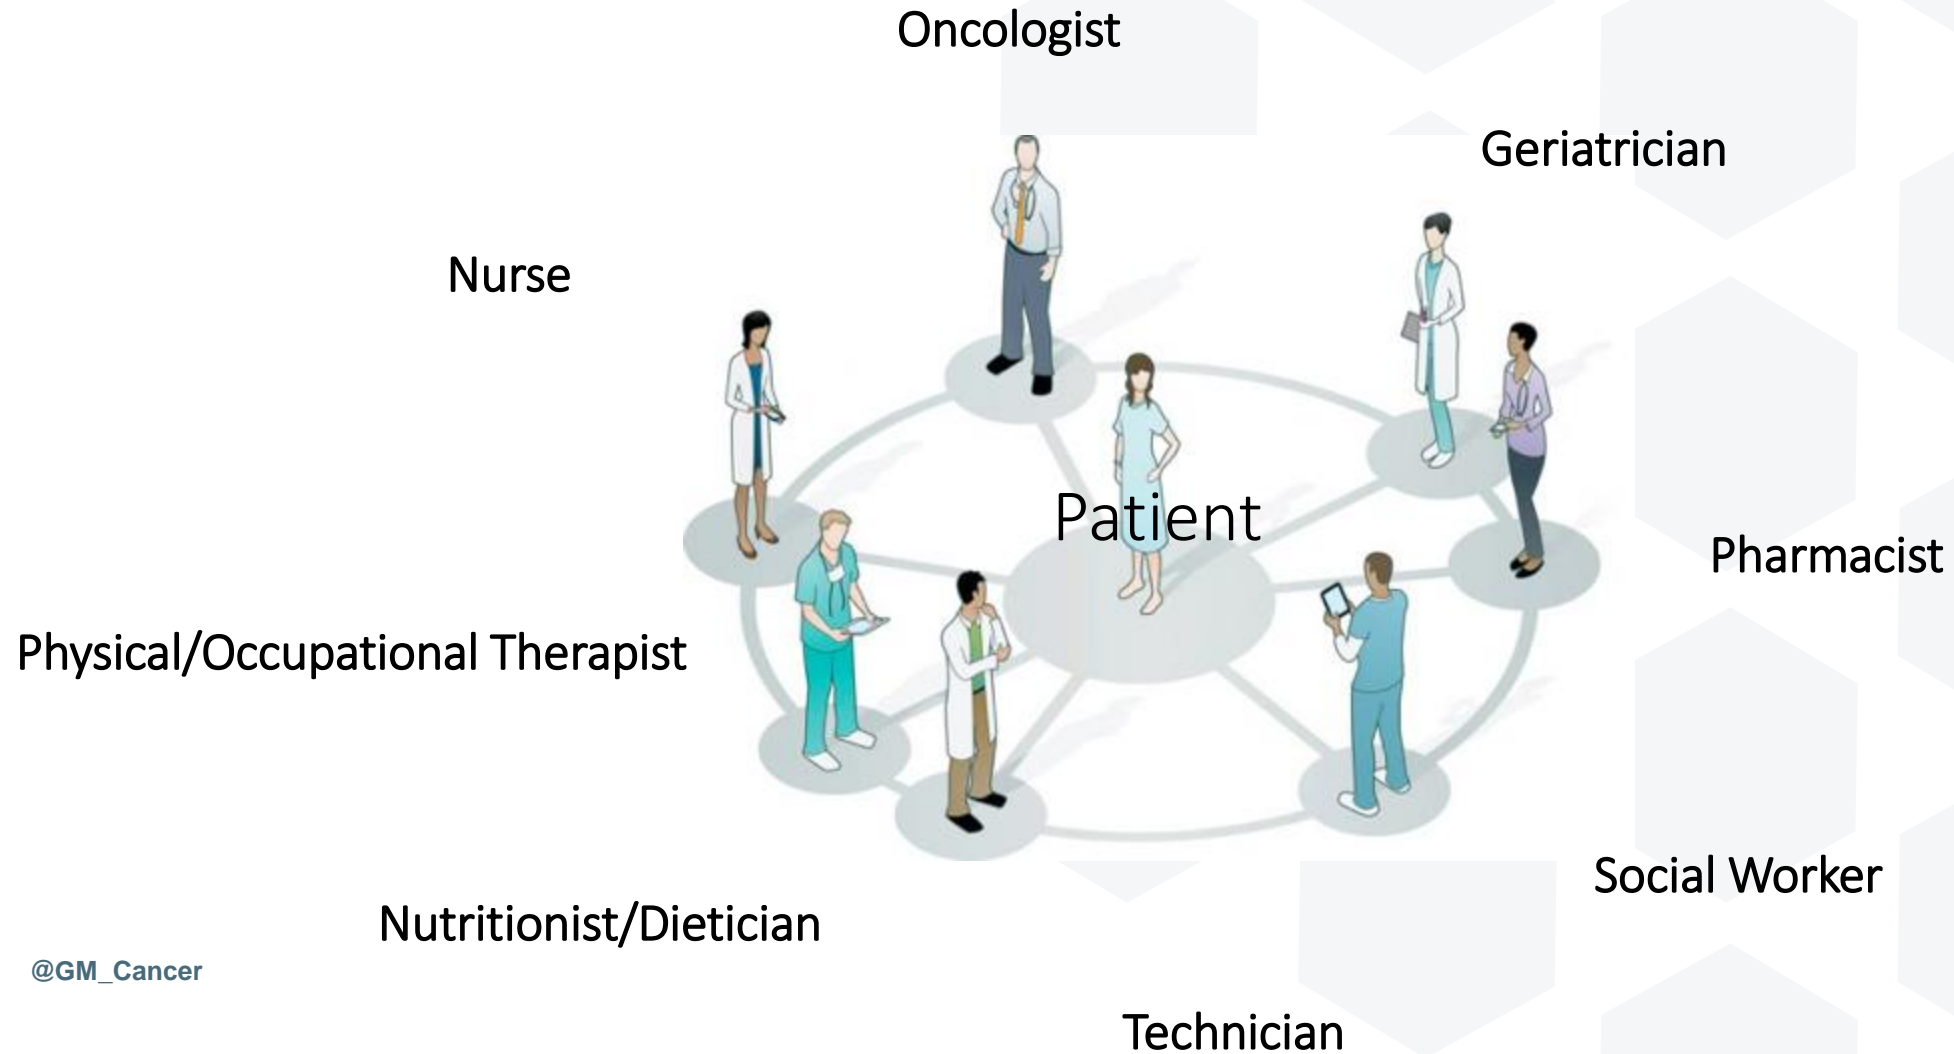 Oncologist
Geriatrician
Nurse
Patient
Pharmacist
Physical/Occupational Therapist
Social Worker
Nutritionist/Dietician
@GM_Cancer
Technician